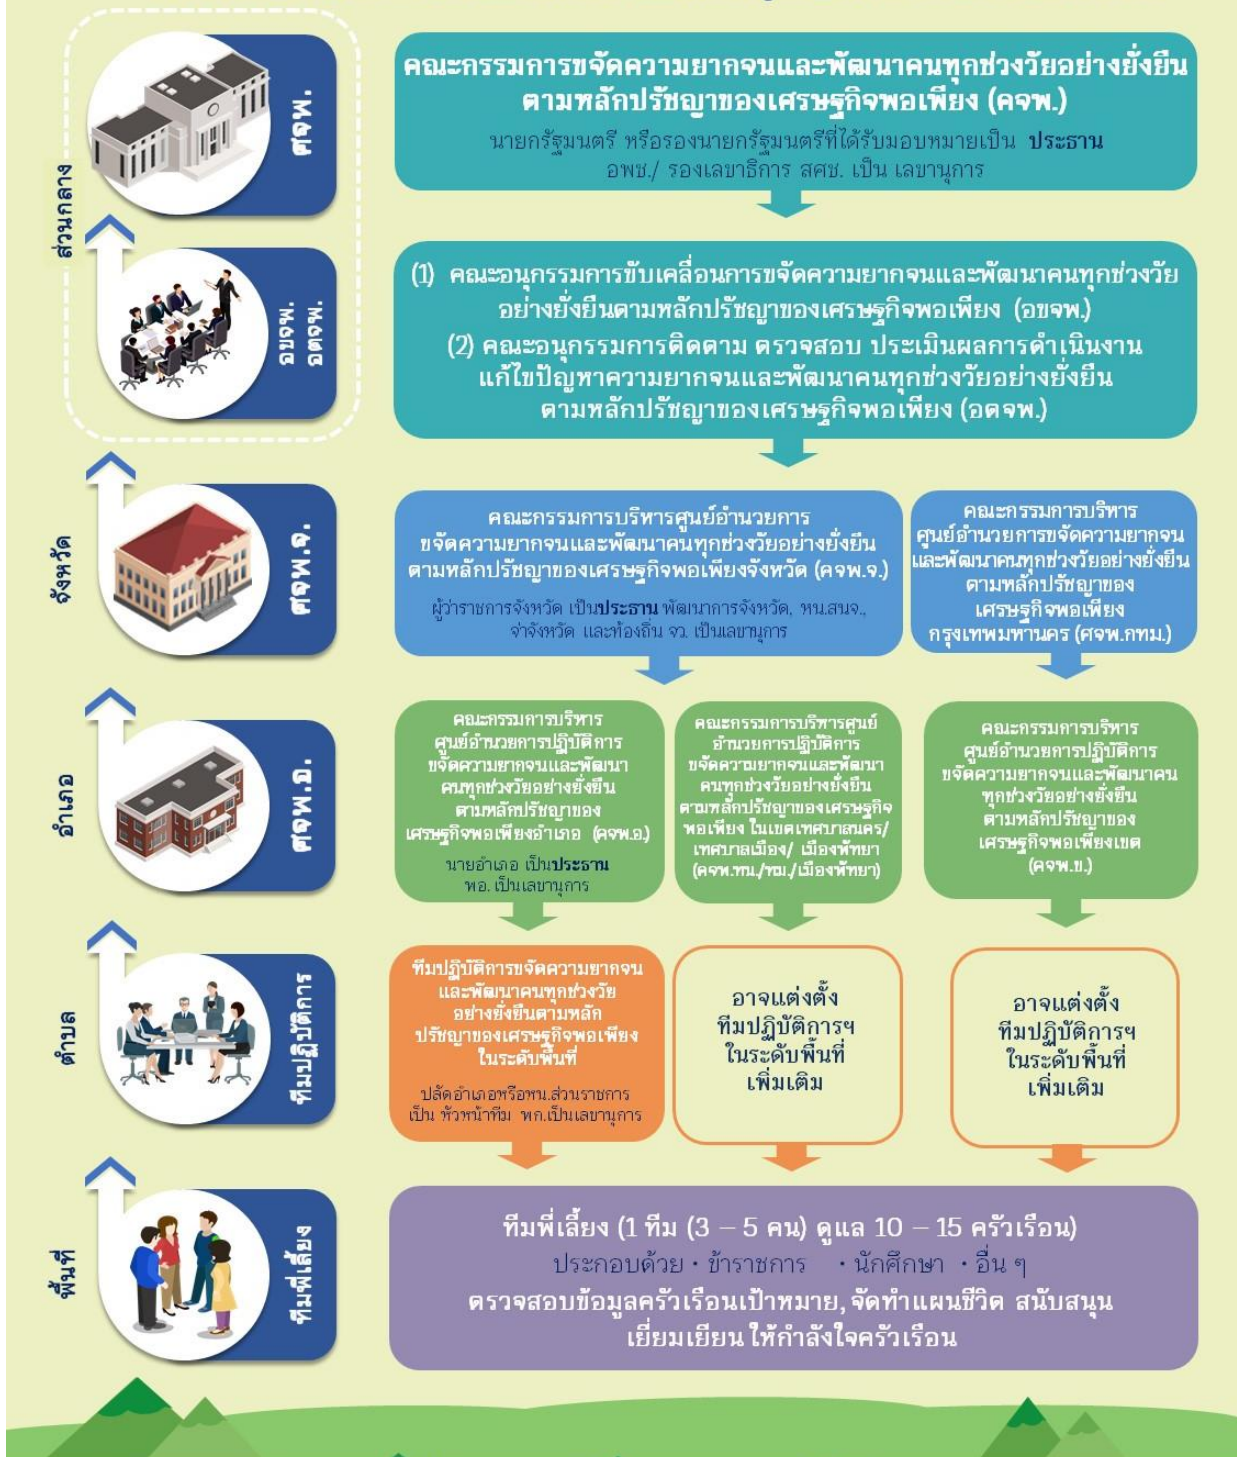 ส่วนกลาง
ศจพ.
คณะกรรมการขจัดความยากจนและพัฒนาคนทุกช่วงวัยอย่างยั่งยืน
ตามหลักปรัชญาของเศรษฐกิจพอเพียง (คจพ.)
นายกรัฐมนตรี หรือรองนายกรัฐมนตรีที่ได้รับมอบหมายเป็น ประธาน
อพช./ รองเลขาธิการ สศช. เป็น เลขานุการ
อขจพ.
อตจพ.
(1) คณะอนุกรรมการขับเคลื่อนการขจัดความยากจนและพัฒนาคนทุกช่วงวัย
อย่างยั่งยืนตามหลักปรัชญาของเศรษฐกิจพอเพียง (อขจพ.)
(2) คณะอนุกรรมการติดตาม ตรวจสอบ ประเมินผลการดำเนินงาน
แก้ไขปัญหาความยากจนและพัฒนาคนทุกช่วงวัยอย่างยั่งยืน
ตามหลักปรัชญาของเศรษฐกิจพอเพียง (อตจพ.)
จังหวัด
ศจพ.จ.
คณะกรรมการบริหารศูนย์อำนวยการ
ขจัดความยากจนและพัฒนาคนทุกช่วงวัยอย่างยั่งยืน
ตามหลักปรัชญาของเศรษฐกิจพอเพียงจังหวัด (คจพ.จ.)
ผู้ว่าราชการจังหวัด เป็นประธาน พัฒนาการจังหวัด, หน.สนจ.,
จ่าจังหวัด และท้องถิ่น จว. เป็นเลขานุการ
คณะกรรมการบริหาร
ศูนย์อำนวยการขจัดความยากจน
และพัฒนาคนทุกช่วงวัยอย่างยั่งยืน
ตามหลักปรัชญาของ
เศรษฐกิจพอเพียง
กรุงเทพมหานคร (ศจพ.กทม.)
อำเภอ
ศจพ.อ.
คณะกรรมการบริหาร
ศูนย์อำนวยการปฏิบัติการ
ขจัดความยากจนและพัฒนา
คนทุกช่วงวัยอย่างยั่งยืน
ตามหลักปรัชญาของ
เศรษฐกิจพอเพียงอำเภอ (คจพ.อ.)
นายอำเภอ เป็นประธาน
พอ. เป็นเลขานุการ
คณะกรรมการบริหารศูนย์
อำนวยการปฏิบัติการ
ขจัดความยากจนและพัฒนา
คนทุกช่วงวัยอย่างยั่งยืน
ตามหลักปรัชญาของเศรษฐกิจ
พอเพียง ในเขตเทศบาลนคร/
เทศบาลเมือง/ เมืองพัทยา
(คจพ.ทน./ทม./เมืองพัทยา)
คณะกรรมการบริหาร
ศูนย์อำนวยการปฏิบัติการ
ขจัดความยากจนและพัฒนาคน
ทุกช่วงวัยอย่างยั่งยืน
ตามหลักปรัชญาของ
เศรษฐกิจพอเพียงเขต
(คจพ.ข.)
ตำบล
ทีมปฏิบัติการ
ทีมปฏิบัติการขจัดความยากจน
และพัฒนาคนทุกช่วงวัย
อย่างยั่งยืนตามหลัก
ปรัชญาของเศรษฐกิจพอเพียง
ในระดับพื้นที่
ปลัดอำเภอหรือหน.ส่วนราชการ
เป็น หัวหน้าทีม พก.เป็นเลขานุการ
อาจแต่งตั้ง
ทีมปฏิบัติการฯ
ในระดับพื้นที่
เพิ่มเติม
อาจแต่งตั้ง
ทีมปฏิบัติการฯ
ในระดับพื้นที่
เพิ่มเติม
พื้นที่
ทีมพี่เลี้ยง
ทีมพี่เลี้ยง (1 ทีม (3 – 5 คน) ดูแล 10 – 15 ครัวเรือน)
ประกอบด้วย • ข้าราชการ • นักศึกษา • อื่น ๆ
ตรวจสอบข้อมูลครัวเรือนเป้าหมาย, จัดทำแผนชีวิต สนับสนุน
เยี่ยมเยียน ให้กำลังใจครัวเรือน